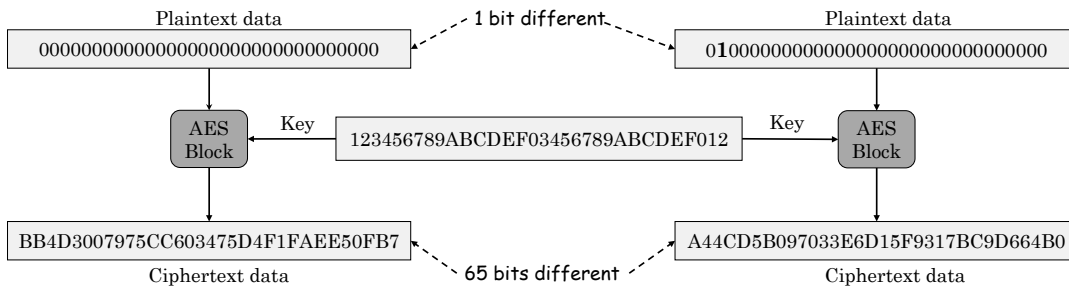 Plaintext data
1 bit different
Plaintext data
00000000000000000000000000000000
01000000000000000000000000000000
AES
Block
Key
123456789ABCDEF03456789ABCDEF012
Key
AES
Block
BB4D3007975CC603475D4F1FAEE50FB7
A44CD5B097033E6D15F9317BC9D664B0
Ciphertext data
65 bits different
Ciphertext data